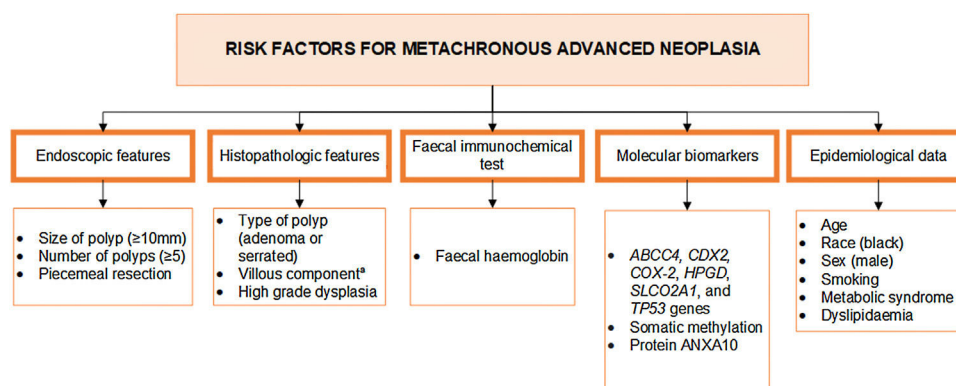 RISK FACTORS FOR METACHRONOUS ADVANCED NEOPLASIA
Endoscopic features
Histopathologic features
Faecal immunochemical
test
Molecular biomarkers
Epidemiological data
• Size of polyp (≥10mm)
• Number of polyps (≥5)
• Piecemeal resection
• Type of polyp
(adenoma or
serrated)
• Villous componentª
• High grade dysplasia
• Faecal haemoglobin
• ABCC4, CDX2,
COX-2, HPGD,
SLCO2A1, and
TP53 genes
• Somatic methylation
• Protein ANXA10
• Age
• Race (black)
• Sex (male)
• Smoking
• Metabolic syndrome
• Dyslipidaemia